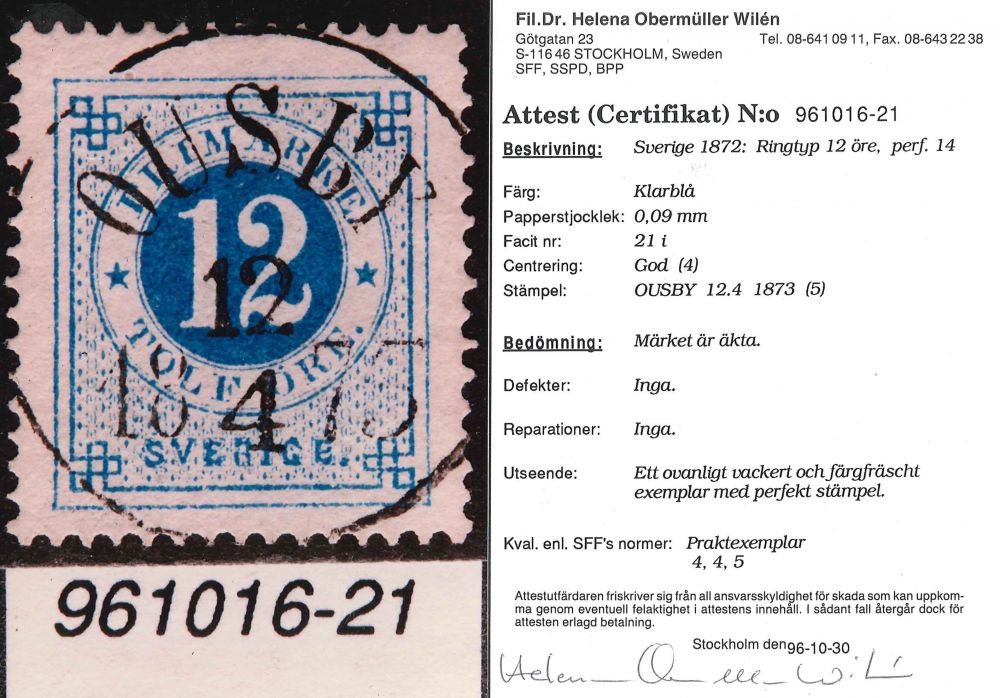 OUSBY
FRIMÄRKE
12
12
TOLF ÖRE.
18 4 73
SVERIGE.
961016-21
Fil.Dr. Helena Obermüller Wilén
Götgatan 23 Tel. 08-641 09 11, Fax. 08-643 22 38
S-116 46 STOCKHOLM, Sweden
SFF, SSPD, BPP
Attest (Certifikat) N:o 961016-21
Beskrivning: Sverige 1872: Ringtyp 12 öre, perf. 14
Färg: Klarblå
Papperstjocklek: 0,09 mm
Facit nr: 21 i
Centrering: God (4)
Stämpel: OUSBY 12.4 1873 (5)
Bedömning: Märket är äkta.
Defekter: Inga.
Reparationer: Inga.
Utseende: Ett ovanligt vackert och färgfräscht
exemplar med perfekt stämpel.
Kval. enl. SFF's normer: Praktexemplar
4, 4, 5
Attestutfärdaren friskriver sig från all ansvarsskyldighet för skada som kan uppkom-
ma genom eventuell felaktighet i attestens innehåll. I sådant fall återgår dock för
attesten erlagd betalning.
Stockholm den 96-10-30
Helena Obermüller Wilén